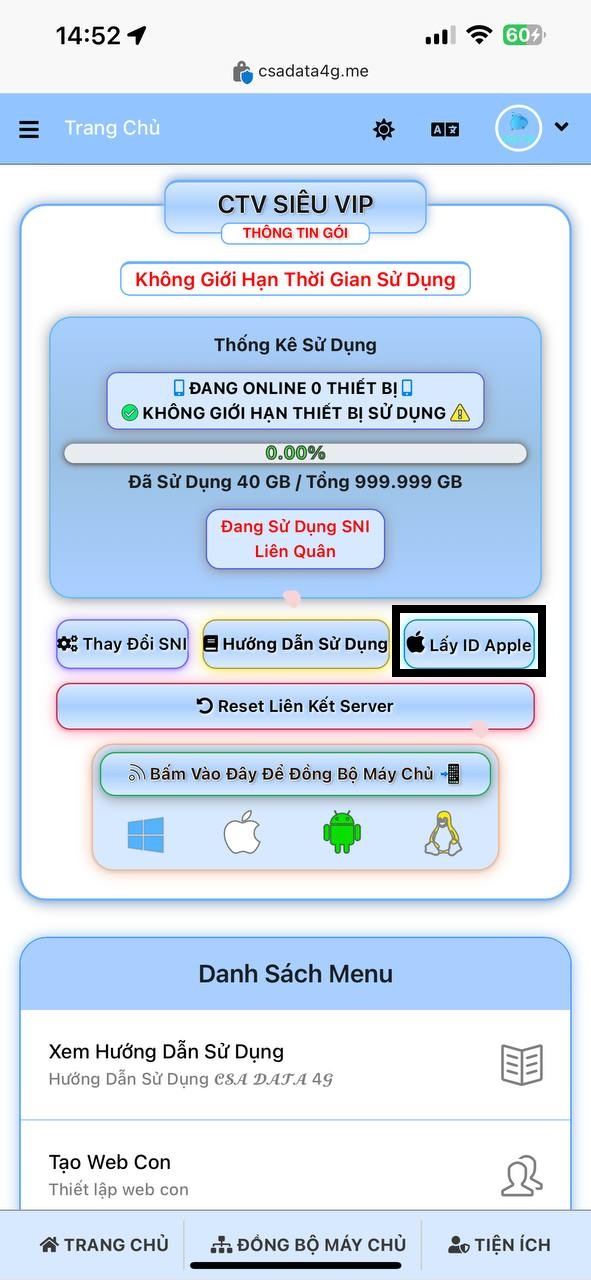 14:52
60
csadata4g.me
Trang Chủ
CTV SIÊU VIP
THÔNG TIN GÓI
Không Giới Hạn Thời Gian Sử Dụng
Thống Kê Sử Dụng
ĐANG ONLINE 0 THIẾT BỊ
KHÔNG GIỚI HẠN THIẾT BỊ SỬ DỤNG
0.00%
Đã Sử Dụng 40 GB / Tổng 999.999 GB
Đang Sử Dụng SNI
Liên Quân
Thay Đổi SNI
Hướng Dẫn Sử Dụng
Lấy ID Apple
Reset Liên Kết Server
Bấm Vào Đây Để Đồng Bộ Máy Chủ
Danh Sách Menu
Xem Hướng Dẫn Sử Dụng
Hướng Dẫn Sử Dụng 𝓒𝓢𝓐 𝓓𝓐𝓣𝓐 4𝓖
Tạo Web Con
Thiết lập web con
TRANG CHỦ
ĐỒNG BỘ MÁY CHỦ
TIỆN ÍCH